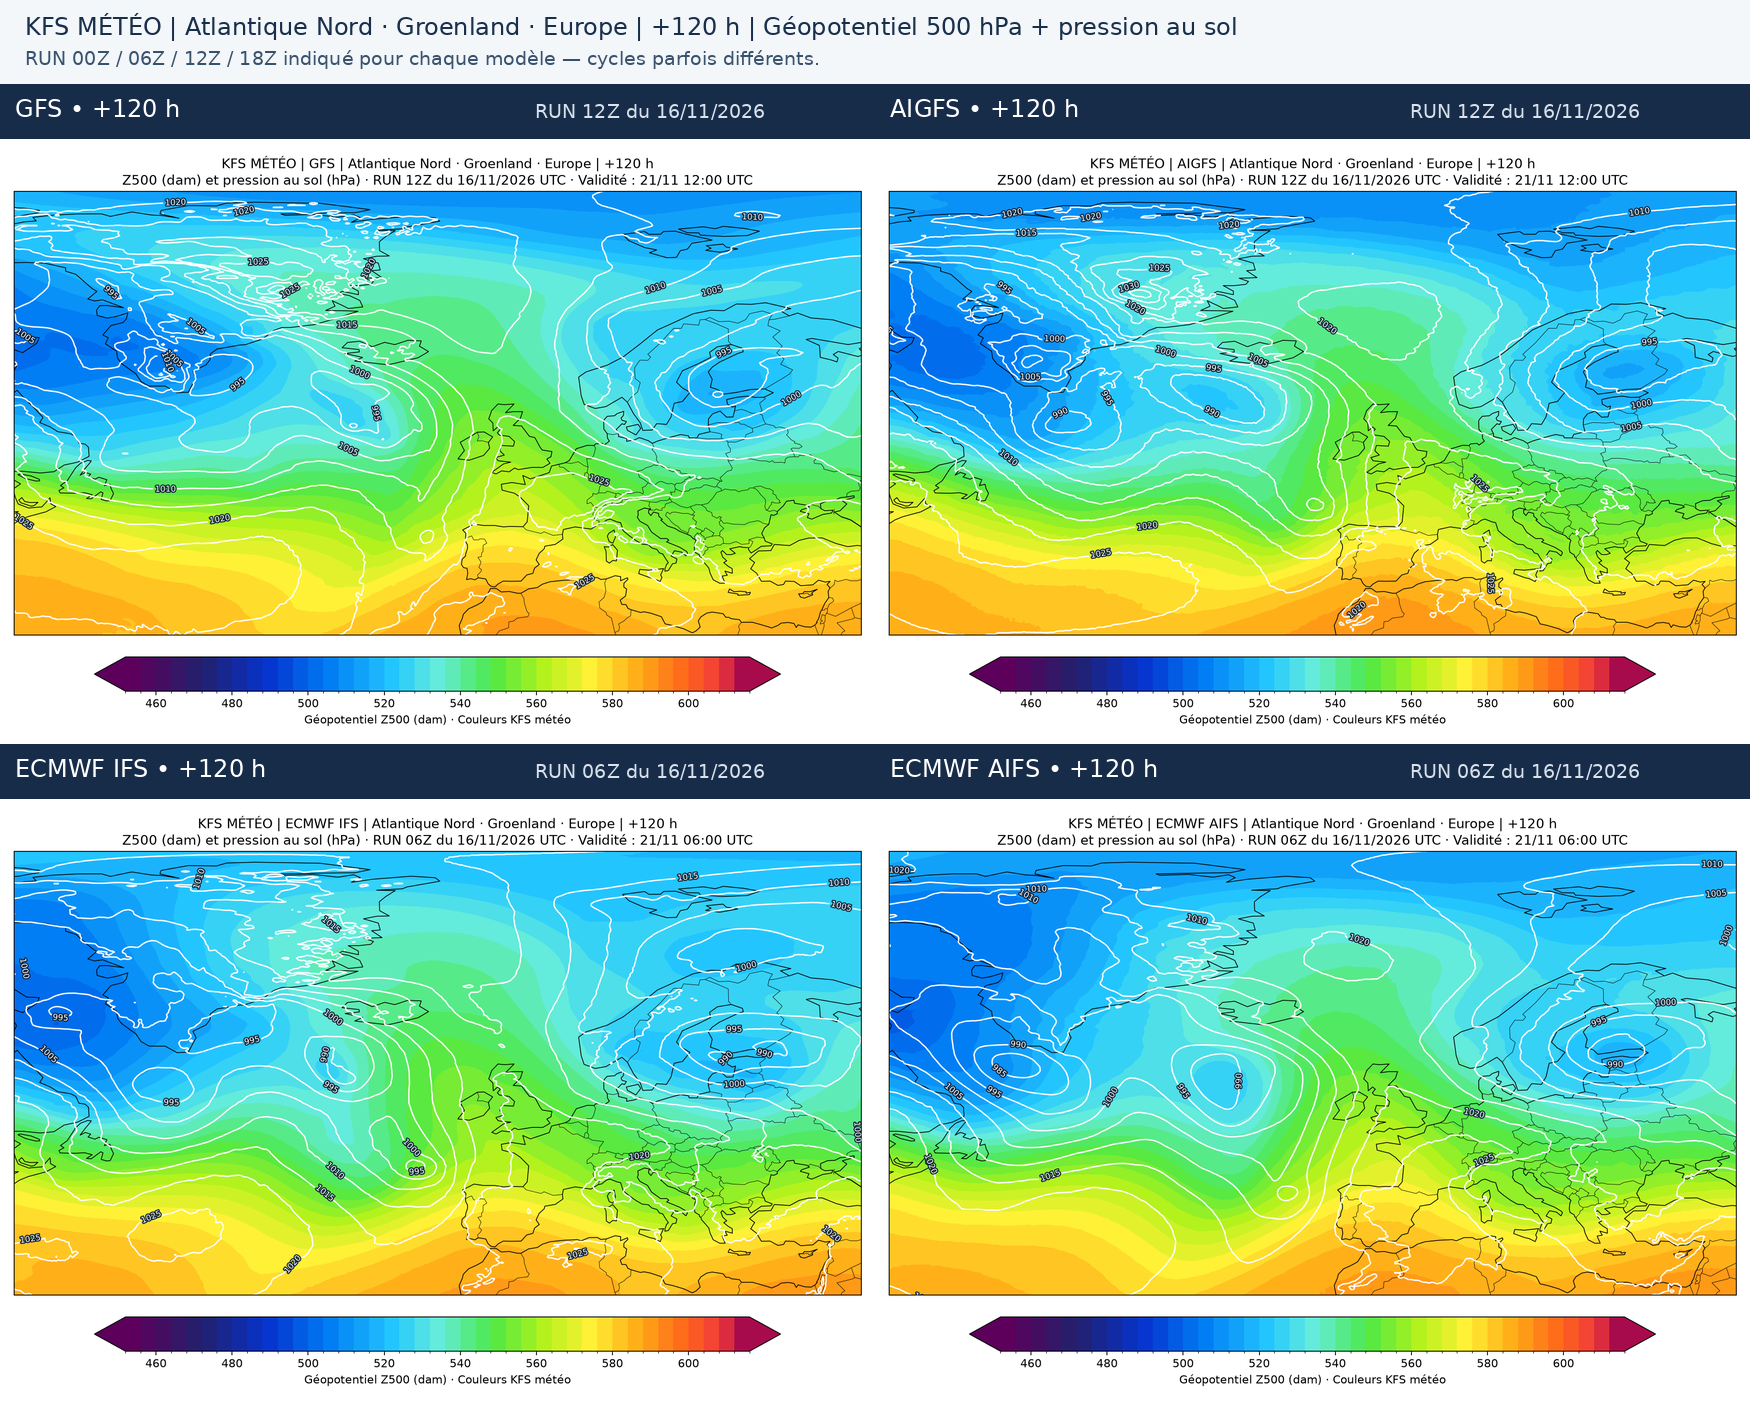 KFS MÉTÉO | Atlantique Nord · Groenland · Europe | +120 h | Géopotentiel 500 hPa + pression au sol
RUN 00Z / 06Z / 12Z / 18Z indiqué pour chaque modèle — cycles parfois différents.
GFS • +120 h RUN 12Z du 16/11/2026
AIGFS • +120 h RUN 12Z du 16/11/2026
KFS MÉTÉO | GFS | Atlantique Nord · Groenland · Europe | +120 h
Z500 (dam) et pression au sol (hPa) · RUN 12Z du 16/11/2026 UTC · Validité : 21/11 12:00 UTC
KFS MÉTÉO | AIGFS | Atlantique Nord · Groenland · Europe | +120 h
Z500 (dam) et pression au sol (hPa) · RUN 12Z du 16/11/2026 UTC · Validité : 21/11 12:00 UTC
460 480 500 520 540 560 580 600
Géopotentiel Z500 (dam) · Couleurs KFS météo
460 480 500 520 540 560 580 600
Géopotentiel Z500 (dam) · Couleurs KFS météo
ECMWF IFS • +120 h RUN 06Z du 16/11/2026
ECMWF AIFS • +120 h RUN 06Z du 16/11/2026
KFS MÉTÉO | ECMWF IFS | Atlantique Nord · Groenland · Europe | +120 h
Z500 (dam) et pression au sol (hPa) · RUN 06Z du 16/11/2026 UTC · Validité : 21/11 06:00 UTC
KFS MÉTÉO | ECMWF AIFS | Atlantique Nord · Groenland · Europe | +120 h
Z500 (dam) et pression au sol (hPa) · RUN 06Z du 16/11/2026 UTC · Validité : 21/11 06:00 UTC
460 480 500 520 540 560 580 600
Géopotentiel Z500 (dam) · Couleurs KFS météo
460 480 500 520 540 560 580 600
Géopotentiel Z500 (dam) · Couleurs KFS météo